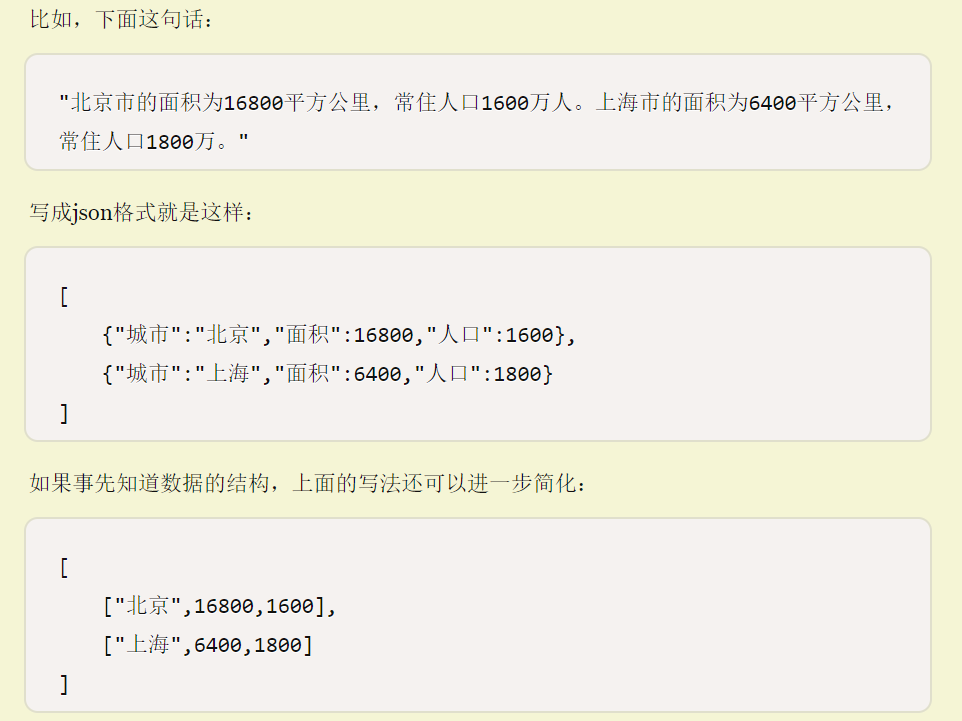 比如，下面这句话：
"北京市的面积为16800平方公里，常住人口1600万人。上海市的面积为6400平方公里，
常住人口1800万。"
写成json格式就是这样：
[
{"城市":"北京","面积":16800,"人口":1600},
{"城市":"上海","面积":6400,"人口":1800}
]
如果事先知道数据的结构，上面的写法还可以进一步简化：
[
["北京",16800,1600],
["上海",6400,1800]
]